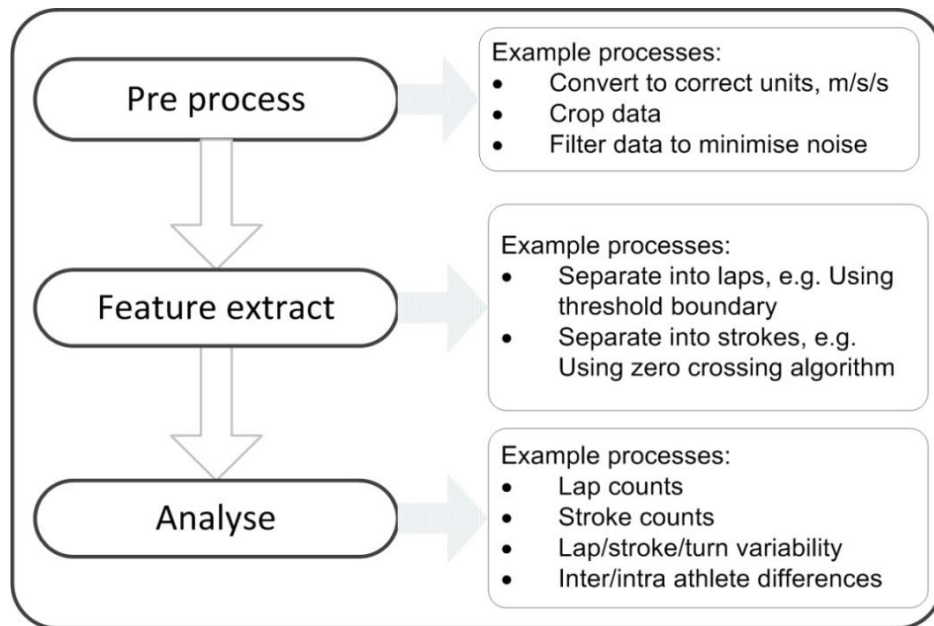 Pre process
Example processes:
• Convert to correct units, m/s/s
• Crop data
• Filter data to minimise noise
Feature extract
Example processes:
• Separate into laps, e.g. Using
threshold boundary
• Separate into strokes, e.g.
Using zero crossing algorithm
Analyse
Example processes:
• Lap counts
• Stroke counts
• Lap/stroke/turn variability
• Inter/intra athlete differences